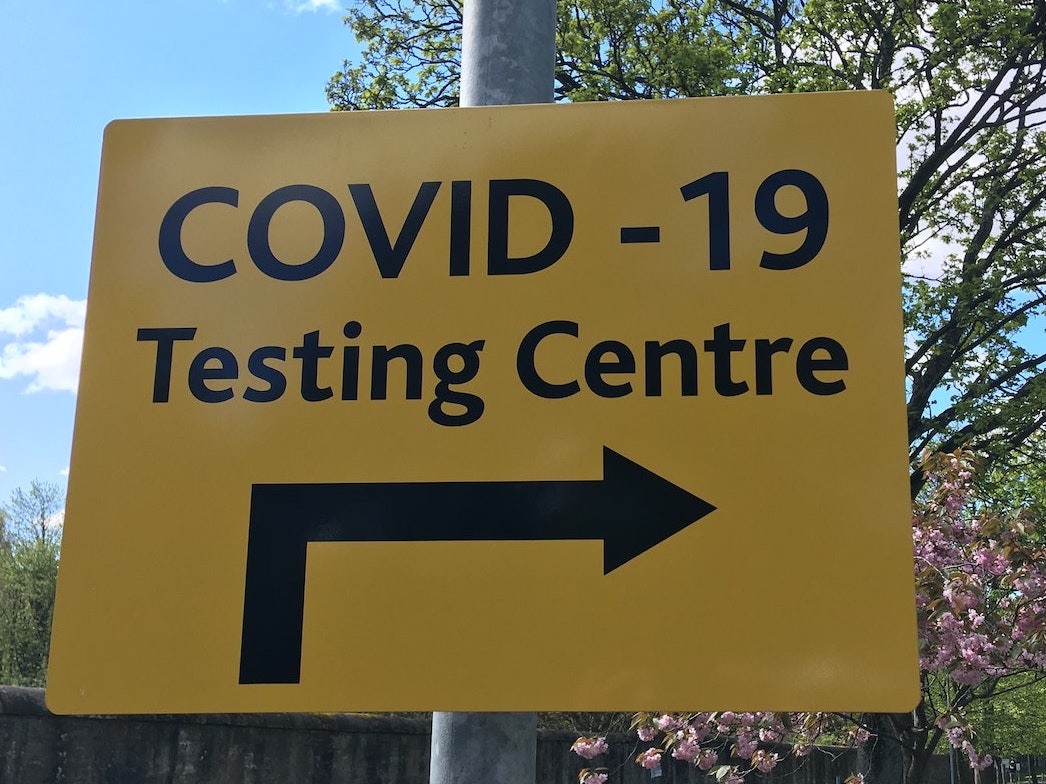 COVID -19
Testing Centre